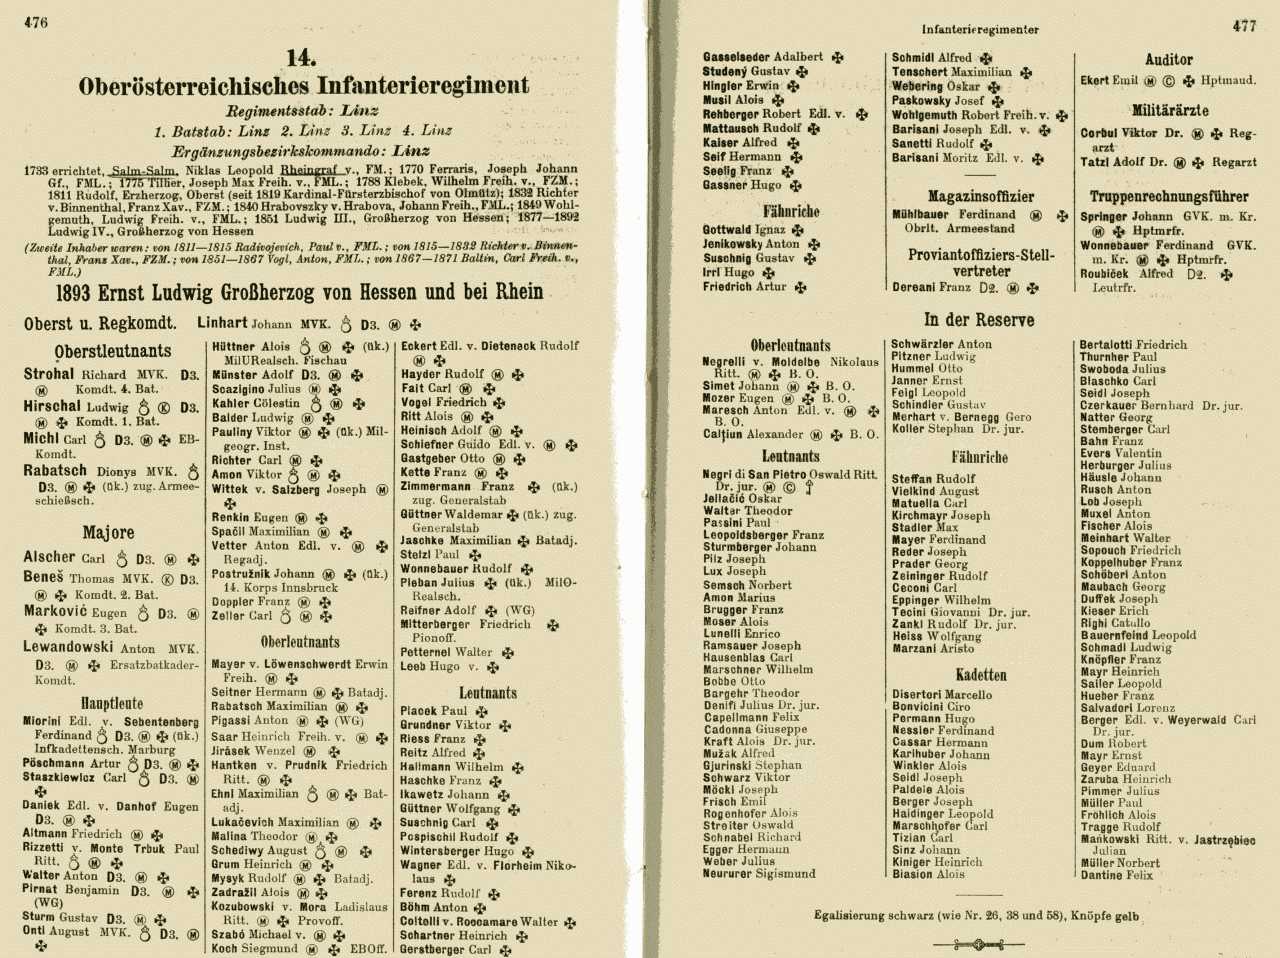 476
14.
Oberösterreichisches Infanterieregiment
Regimentsstab: Linz
1. Batstab: Linz 2. Linz 3. Linz 4. Linz
Ergänzungsbezirkskommando: Linz
1733 errichtet, Salm-Salm, Niklas Leopold Rheingraf v., FM.; 1770 Ferraris, Joseph Johann
Gf., FML.; 1775 Tillier, Joseph Max Freih. v., FML.; 1788 Klebek, Wilhelm Freih. v., FZM.;
1811 Rudolf, Erzherzog, Oberst (seit 1819 Kardinal-Fürsterzbischof von Olmütz); 1832 Richter
v. Binnenthal, Franz Xav., FZM.; 1840 Hrabovszky v. Hrabova, Johann Freih., FML.; 1849 Wohl-
gemuth, Ludwig Freih. v., FML.; 1851 Ludwig III., Großherzog von Hessen; 1877—1892
Ludwig IV., Großherzog von Hessen
(Zweite Inhaber waren: von 1811—1815 Radivojevich, Paul v., FML.; von 1815—1832 Richter v. Binnen-
thal, Franz Xav., FZM.; von 1851—1867 Vogl, Anton, FML.; von 1867—1871 Baltin, Carl Freih. v.,
FML.)
1893 Ernst Ludwig Großherzog von Hessen und bei Rhein
Oberst u. Regkomdt. Linhart Johann MVK. D3. Ⓜ ✠
Oberstleutnants
Strohal Richard MVK. D3.
Ⓜ Komdt. 4. Bat.
Hirschal Ludwig Ⓚ D3.
Ⓜ ✠ Komdt. 1. Bat.
Michl Carl D3. Ⓜ ✠ EB-
Komdt.
Rabatsch Dionys MVK.
D3. Ⓜ ✠ (ük.) zug. Armee-
schießsch.
Majore
Alscher Carl D3. Ⓜ ✠
Beneš Thomas MVK. Ⓚ D3.
Ⓜ ✠ Komdt. 2. Bat.
Marković Eugen D3. Ⓜ
✠ Komdt. 3. Bat.
Lewandowski Anton MVK.
D3. Ⓜ ✠ Ersatzbatkader-
Komdt.
Hauptleute
Miorini Edl. v. Sebentenberg
Ferdinand D3. Ⓜ ✠ (ük.)
Infkadettensch. Marburg
Pöschmann Artur D3. Ⓜ ✠
Staszkiewicz Carl D3. Ⓜ
✠
Daniek Edl. v. Danhof Eugen
D3. Ⓜ ✠
Altmann Friedrich Ⓜ ✠
Rizzetti v. Monte Trbuk Paul
Ritt. Ⓜ ✠
Walter Anton D3. Ⓜ ✠
Pirnat Benjamin D3. Ⓜ ✠
(WG)
Sturm Gustav D3. Ⓜ ✠
Ontl August MVK. D3. Ⓜ
✠
Hüttner Alois Ⓜ ✠ (ük.)
MilURealsch. Fischau
Münster Adolf D3. Ⓜ ✠
Scazigino Julius Ⓜ ✠
Kahler Cölestin Ⓜ ✠
Balder Ludwig Ⓜ ✠
Pauliny Viktor Ⓜ ✠ (ük.) Mil-
geogr. Inst.
Richter Carl Ⓜ ✠
Amon Viktor Ⓜ ✠
Wittek v. Salzberg Joseph Ⓜ
✠
Renkin Eugen Ⓜ ✠
Spačil Maximilian Ⓜ ✠
Vetter Anton Edl. v. Ⓜ ✠
Regadj.
Postružnik Johann Ⓜ ✠ (ük.)
14. Korps Innsbruck
Doppler Franz Ⓜ ✠
Zeller Carl Ⓜ ✠
Oberleutnants
Mayer v. Löwenschwerdt Erwin
Freih. Ⓜ ✠
Seitner Hermann Ⓜ ✠ Batadj.
Rabatsch Maximilian Ⓜ ✠
Pigassi Anton Ⓜ ✠ (WG)
Saar Heinrich Freih. v. Ⓜ ✠
Jirásek Wenzel Ⓜ ✠
Hantken v. Prudnik Friedrich
Ritt. Ⓜ ✠
Ehnl Maximilian Ⓜ ✠ Bat-
adj.
Lukačevich Maximilian Ⓜ ✠
Malina Theodor Ⓜ ✠
Schediwy August Ⓜ ✠
Grum Heinrich Ⓜ ✠
Mysyk Rudolf Ⓜ ✠ Batadj.
Zadražil Alois Ⓜ ✠
Kozubowski v. Mora Ladislaus
Ritt. Ⓜ ✠ Provoff.
Szabó Michael v. Ⓜ ✠
Koch Siegmund Ⓜ ✠ EBOff.
Eckert Edl. v. Dieteneck Rudolf
Ⓜ ✠
Hayder Rudolf Ⓜ ✠
Fait Carl Ⓜ ✠
Vogel Friedrich ✠
Ritt Alois Ⓜ ✠
Heinisch Adolf Ⓜ ✠
Schiefner Guido Edl. v. Ⓜ ✠
Gastgeber Otto Ⓜ ✠
Kette Franz Ⓜ ✠
Zimmermann Franz ✠ (ük.)
zug. Generalstab
Güttner Waldemar ✠ (ük.) zug.
Generalstab
Jaschke Maximilian ✠ Batadj.
Stelzl Paul ✠
Wonnebauer Rudolf ✠
Pleban Julius ✠ (ük.) MilO-
Realsch.
Reifner Adolf ✠ (WG)
Mitterberger Friedrich ✠
Pionoff.
Petternel Walter ✠
Leeb Hugo v. ✠
Leutnants
Placek Paul ✠
Grundner Viktor ✠
Riess Franz ✠
Reitz Alfred ✠
Hallmann Wilhelm ✠
Haschke Franz ✠
Ikawetz Johann ✠
Güttner Wolfgang ✠
Suschnig Carl ✠
Pospischil Rudolf ✠
Wintersberger Hugo ✠
Wagner Edl. v. Florheim Niko-
laus ✠
Ferenz Rudolf ✠
Böhm Anton ✠
Coltelli v. Roccamare Walter ✠
Schartner Heinrich ✠
Gerstberger Carl ✠
Infanterieregimenter
477
Gasselseder Adalbert ✠
Studený Gustav ✠
Hingler Erwin ✠
Musil Alois ✠
Rehberger Robert Edl. v. ✠
Mattausch Rudolf ✠
Kaiser Alfred ✠
Seif Hermann ✠
Seelig Franz ✠
Gassner Hugo ✠
Fähnriche
Gottwald Ignaz ✠
Jenikowsky Anton ✠
Suschnig Gustav ✠
Irrl Hugo ✠
Friedrich Artur ✠
Schmidl Alfred ✠
Tenschert Maximilian ✠
Webering Oskar ✠
Paskowsky Josef ✠
Wohlgemuth Robert Freih. v. ✠
Barisani Joseph Edl. v. ✠
Sanetti Rudolf ✠
Barisani Moritz Edl. v. ✠
Magazinsoffizier
Mühlbauer Ferdinand Ⓜ ✠
Obrlt. Armeestand
Proviantoffiziers-Stell-
vertreter
Dereani Franz D2. Ⓜ ✠
Auditor
Ekert Emil Ⓜ Ⓒ ✠ Hptmaud.
Militärärzte
Corbul Viktor Dr. Ⓜ ✠ Reg-
arzt
Tatzl Adolf Dr. Ⓜ ✠ Regarzt
Truppenrechnungsführer
Springer Johann GVK. m. Kr.
Ⓜ ✠ Hptmrfr.
Wonnebauer Ferdinand GVK.
m. Kr. Ⓜ ✠ Hptmrfr.
Roubiček Alfred D2. ✠
Leutrfr.
In der Reserve
Oberleutnants
Negrelli v. Moldelbe Nikolaus
Ritt. Ⓜ ✠ B. O.
Simet Johann Ⓜ ✠ B. O.
Mozer Eugen Ⓜ ✠ B. O.
Maresch Anton Edl. v. Ⓜ ✠
B. O.
Calţiun Alexander Ⓜ ✠ B. O.
Leutnants
Negri di San Pietro Oswald Ritt.
Dr. jur. Ⓜ Ⓒ
Jellačić Oskar
Walter Theodor
Passini Paul
Leopoldsberger Franz
Sturmberger Johann
Pilz Joseph
Lux Joseph
Semsch Norbert
Amon Marius
Brugger Franz
Moser Alois
Lunelli Enrico
Ramsauer Joseph
Hausenblas Carl
Marschner Wilhelm
Bobbe Otto
Bargehr Theodor
Denifl Julius Dr. jur.
Capellmann Felix
Cadonna Giuseppe
Kraft Alois Dr. jur.
Mužak Alfred
Gjurinski Stephan
Schwarz Viktor
Möckl Joseph
Frisch Emil
Rogenhofer Alois
Streiter Oswald
Schnabel Richard
Egger Hermann
Weber Julius
Neururer Sigismund
Schwärzler Anton
Pitzner Ludwig
Hummel Otto
Janner Ernst
Feigl Leopold
Schindler Gustav
Merhart v. Bernegg Gero
Koller Stephan Dr. jur.
Fähnriche
Steffan Rudolf
Vielkind August
Matuella Carl
Kirchmayr Joseph
Stadler Max
Mayer Ferdinand
Reder Joseph
Prader Georg
Zeininger Rudolf
Ceconi Carl
Eppinger Wilhelm
Tecini Giovanni Dr. jur.
Zankl Rudolf Dr. jur.
Heiss Wolfgang
Marzani Aristo
Kadetten
Disertori Marcello
Bonvicini Ciro
Permann Hugo
Nessler Ferdinand
Cassar Hermann
Karlhuber Johann
Winkler Alois
Seidl Joseph
Paldele Alois
Berger Joseph
Haidinger Leopold
Marschhofer Carl
Tizian Carl
Sinz Johann
Kiniger Heinrich
Biasion Alois
Bertalotti Friedrich
Thurnher Paul
Swoboda Julius
Blaschko Carl
Seidl Joseph
Czerkauer Bernhard Dr. jur.
Natter Georg
Stemberger Carl
Bahn Franz
Evers Valentin
Herburger Julius
Häusle Johann
Rusch Anton
Lob Joseph
Muxel Anton
Fischer Alois
Meinhart Walter
Sopouch Friedrich
Koppelhuber Franz
Schöberl Anton
Maubach Georg
Duffek Joseph
Kieser Erich
Righi Catullo
Bauernfeind Leopold
Schmadl Ludwig
Knöpfler Franz
Mayr Heinrich
Sailer Leopold
Hueber Franz
Salvadori Lorenz
Berger Edl. v. Weyerwald Carl
Dr. jur.
Dum Robert
Mayr Ernst
Geyer Eduard
Zaruba Heinrich
Pimmer Julius
Müller Paul
Fröhlich Alois
Tragge Rudolf
Mańkowski Ritt. v. Jastrzębiec
Julian
Müller Norbert
Dantine Felix
Egalisierung schwarz (wie Nr. 26, 38 und 58), Knöpfe gelb